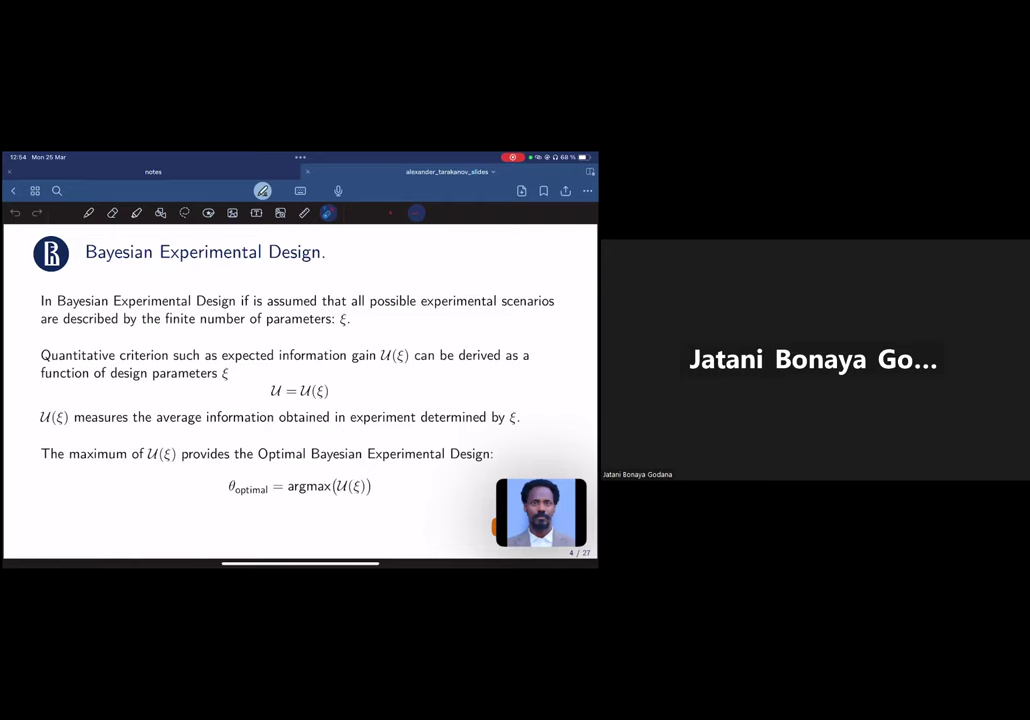 12:54 Mon 25 Mar
68 %
notes
alexander_tarakanov_slides
Bayesian Experimental Design.
In Bayesian Experimental Design if is assumed that all possible experimental scenarios
are described by the finite number of parameters: ξ.
Quantitative criterion such as expected information gain 𝒰(ξ) can be derived as a
function of design parameters ξ
𝒰 = 𝒰(ξ)
𝒰(ξ) measures the average information obtained in experiment determined by ξ.
The maximum of 𝒰(ξ) provides the Optimal Bayesian Experimental Design:
θoptimal = argmax(𝒰(ξ))
4 / 27
Jatani Bonaya Go...
Jatani Bonaya Godana